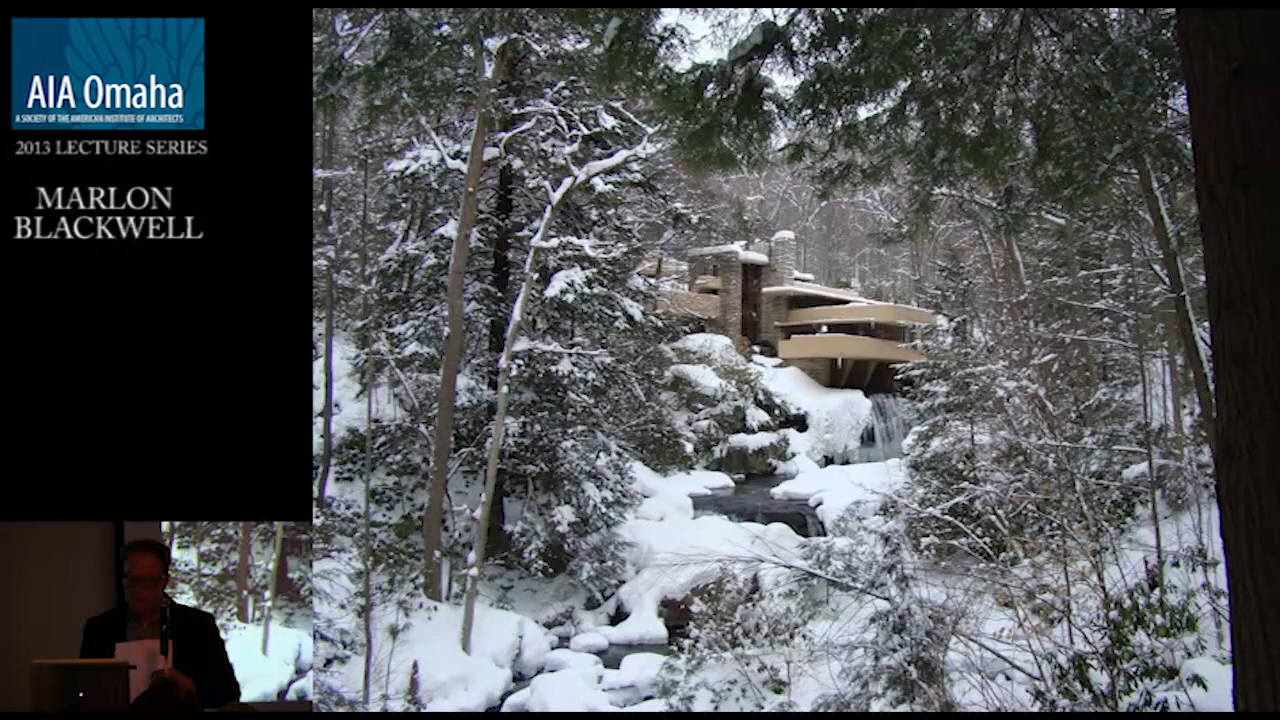 AIA Omaha
A SOCIETY OF THE AMERICAN INSTITUTE OF ARCHITECTS
2013 LECTURE SERIES
MARLON
BLACKWELL